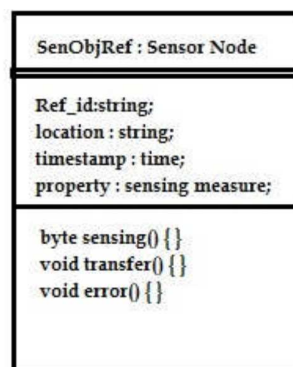 SenObjRef : Sensor Node
Ref_id:string;
location : string;
timestamp : time;
property : sensing measure;
byte sensing() {}
void transfer() {}
void error() {}